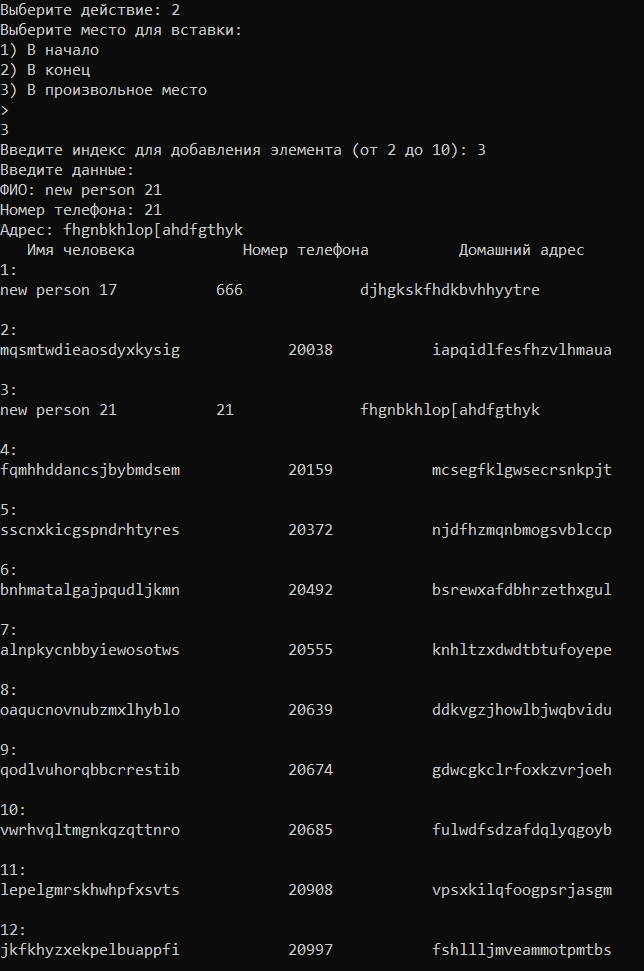 Выберите действие: 2
Выберите место для вставки:
1) В начало
2) В конец
3) В произвольное место
>
3
Введите индекс для добавления элемента (от 2 до 10): 3
Введите данные:
ФИО: new person 21
Номер телефона: 21
Адрес: fhgnbkhlop[ahdfgthyk
Имя человека Номер телефона Домашний адрес
1:
new person 17 666 djhgkskfhdkbvhhyytre
2:
mqsmtwdieaosdyxkysig 20038 iapqidlfesfhzvlhmaua
3:
new person 21 21 fhgnbkhlop[ahdfgthyk
4:
fqmhhddancsjbybmdsem 20159 mcsegfklgwsecrsnkpjt
5:
sscnxkicgspndrhtyres 20372 njdfhzmqnbmogsvblccp
6:
bnhmatalgajpqudljkmn 20492 bsrewxafdbhrzethxgul
7:
alnpkycnbbyiewosotws 20555 knhltzxdwdtbtufoyepe
8:
oaqucnovnubzmxlhyblo 20639 ddkvgzjhowlbjwqbvidu
9:
qodlvuhorqbbcrrestib 20674 gdwcgkclrfoxkzvrjoeh
10:
vwrhvqltmgnkqzqttnro 20685 fulwdfsdzafdqlyqgoyb
11:
lepelgmrskhwhpfxsvts 20908 vpsxkilqfoogpsrjasgm
12:
jkfkhyzxekpelbuappfi 20997 fshllljmveammotpmtbs